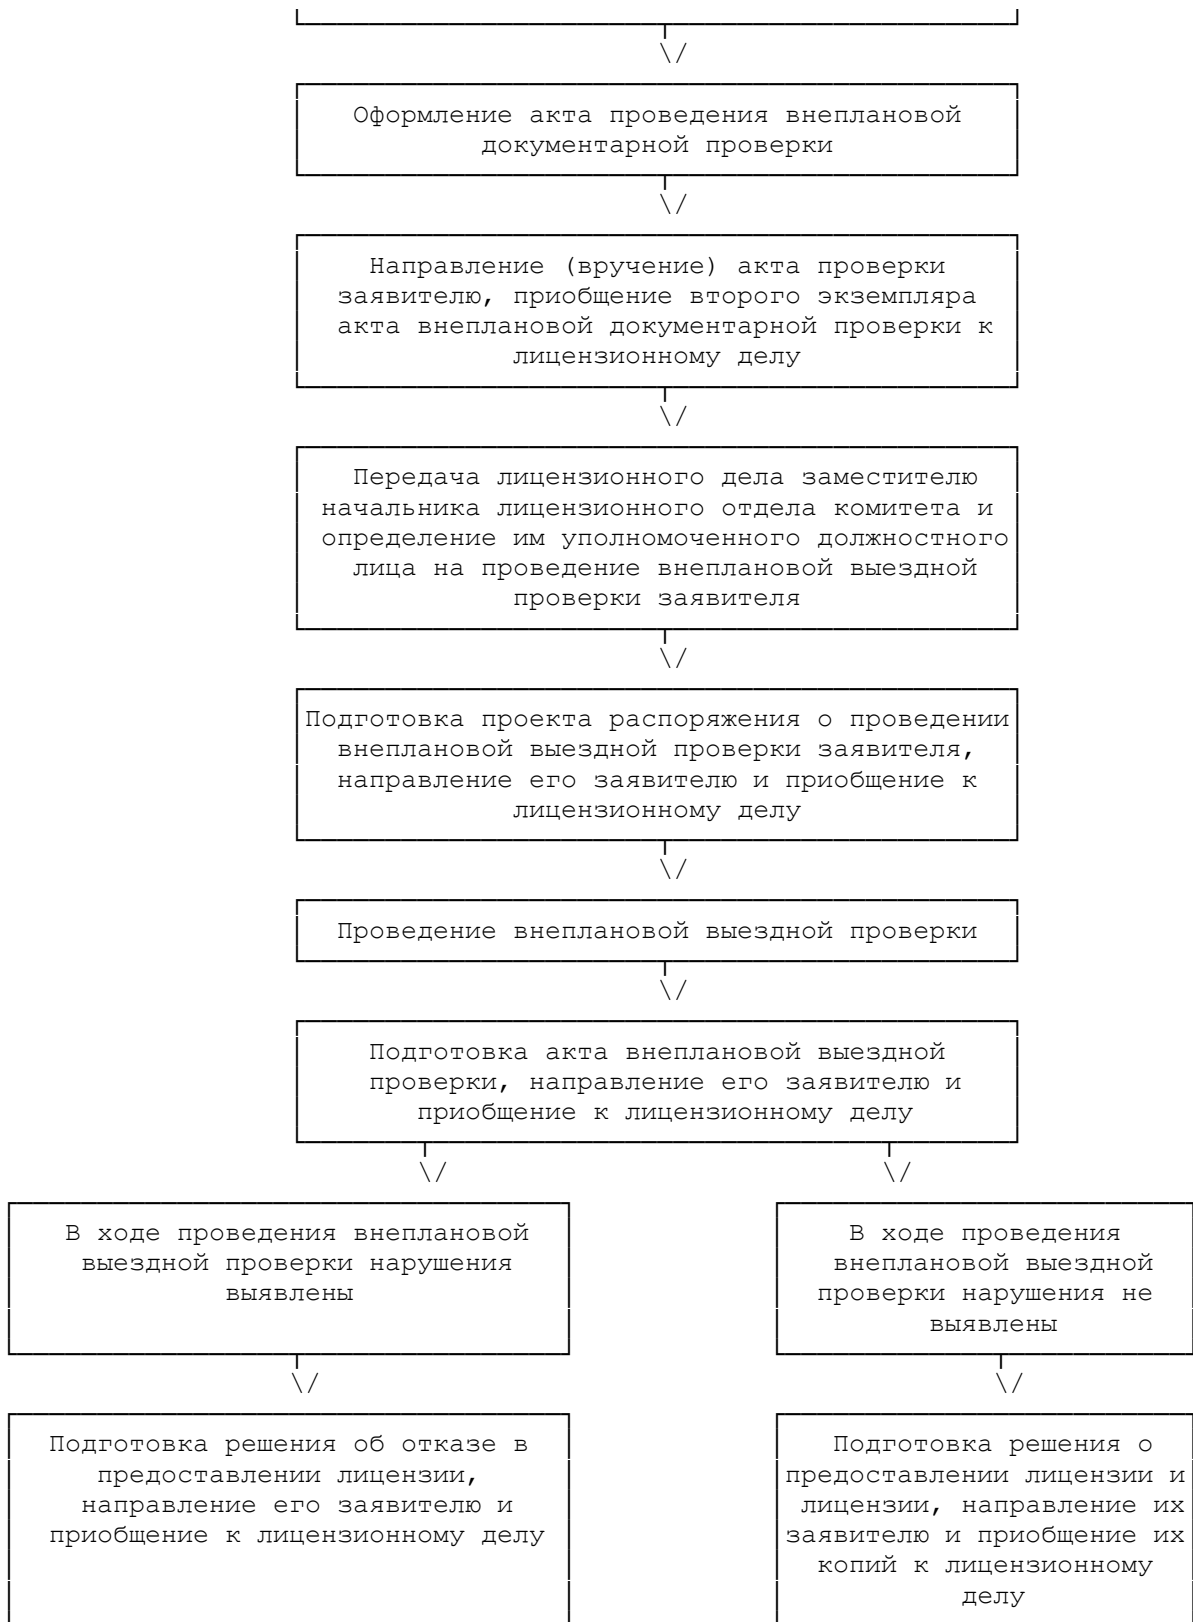 \/
Оформление акта проведения внеплановой
документарной проверки
\/
Направление (вручение) акта проверки
заявителю, приобщение второго экземпляра
акта внеплановой документарной проверки к
лицензионному делу
\/
Передача лицензионного дела заместителю
начальника лицензионного отдела комитета и
определение им уполномоченного должностного
лица на проведение внеплановой выездной
проверки заявителя
\/
Подготовка проекта распоряжения о проведении
внеплановой выездной проверки заявителя,
направление его заявителю и приобщение к
лицензионному делу
\/
Проведение внеплановой выездной проверки
\/
Подготовка акта внеплановой выездной
проверки, направление его заявителю и
приобщение к лицензионному делу
\/ \/
В ходе проведения внеплановой
выездной проверки нарушения
выявлены
В ходе проведения
внеплановой выездной
проверки нарушения не
выявлены
\/ \/
Подготовка решения об отказе в
предоставлении лицензии,
направление его заявителю и
приобщение к лицензионному делу
Подготовка решения о
предоставлении лицензии и
лицензии, направление их
заявителю и приобщение их
копий к лицензионному
делу